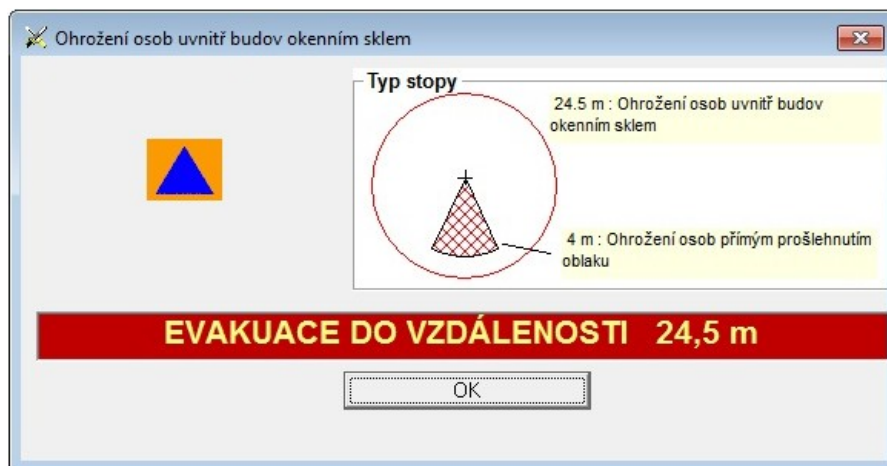 Ohrožení osob uvnitř budov okenním sklem
Typ stopy
24.5 m : Ohrožení osob uvnitř budov
okenním sklem
4 m : Ohrožení osob přímým prošlehnutím
oblaku
EVAKUACE DO VZDÁLENOSTI 24,5 m
OK